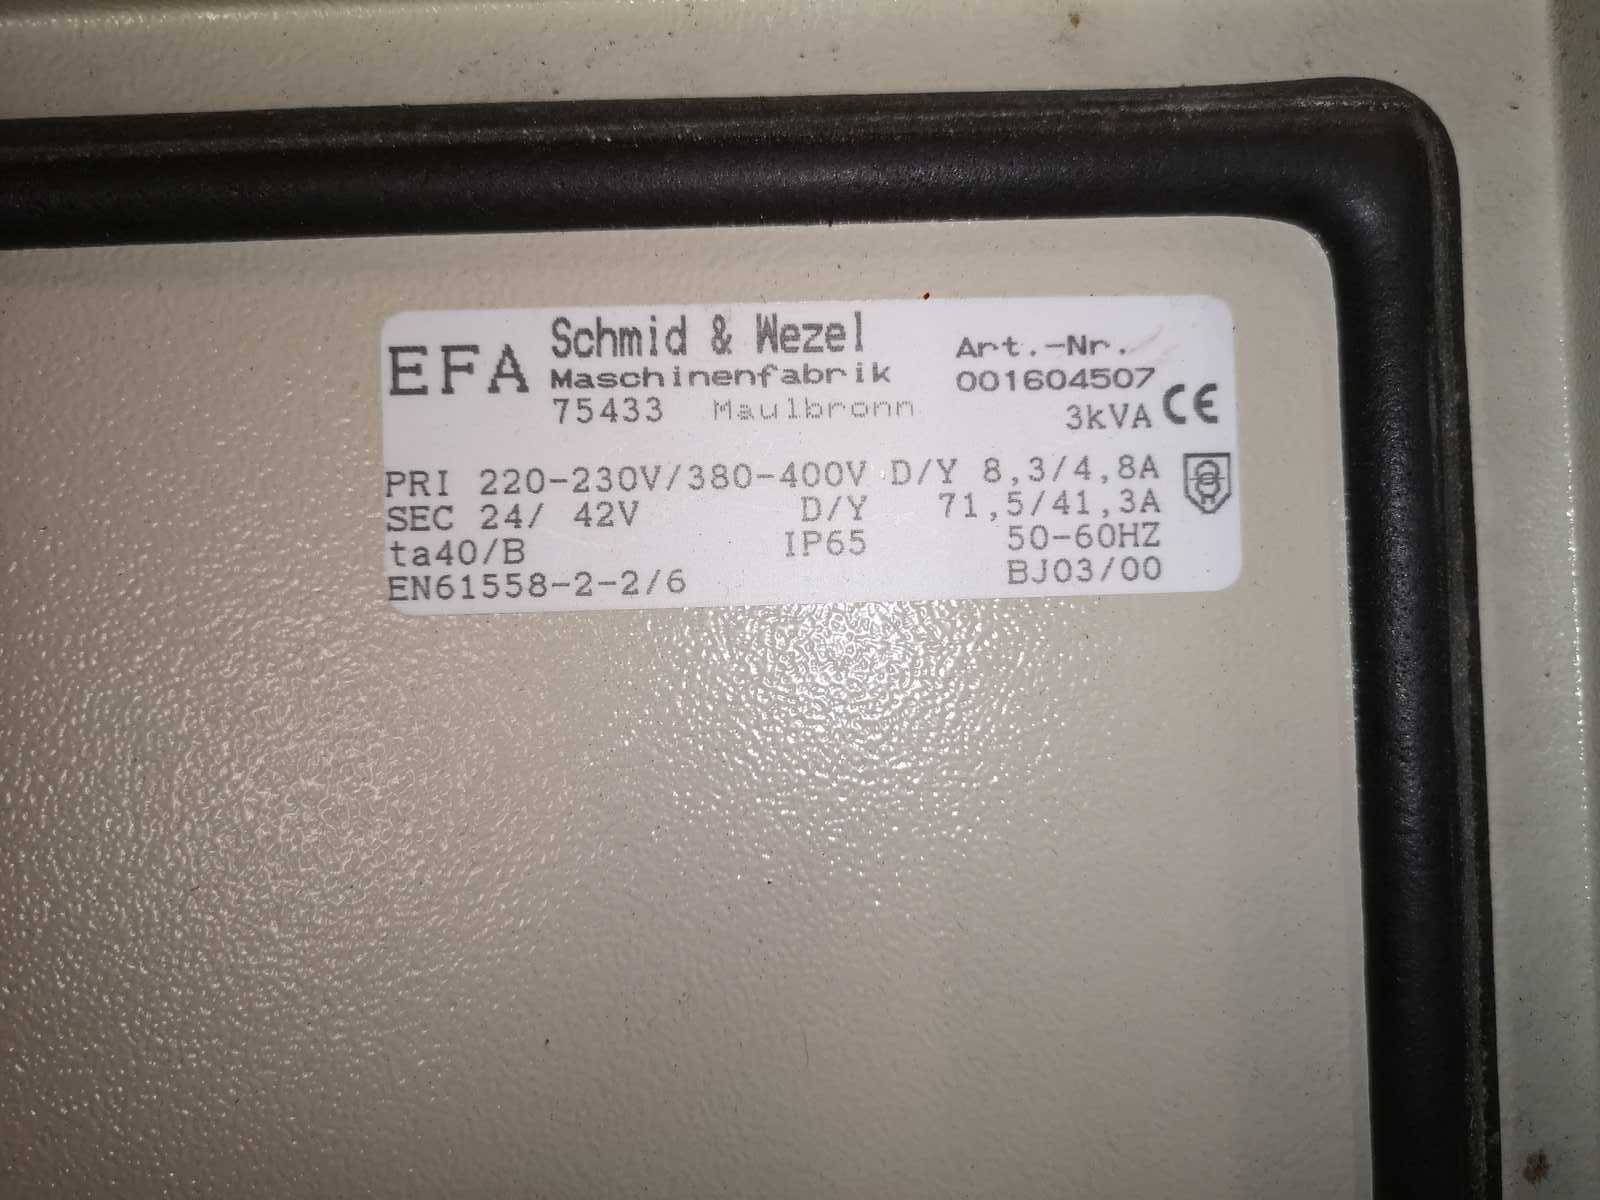 EFA Schmid & Wezel
Maschinenfabrik
75433 Maulbronn
Art.-Nr.
001604507
3kVA CE
PRI 220-230V/380-400V D/Y 8,3/4,8A
SEC 24/ 42V D/Y 71,5/41,3A
ta40/B IP65 50-60HZ
EN61558-2-2/6 BJ03/00